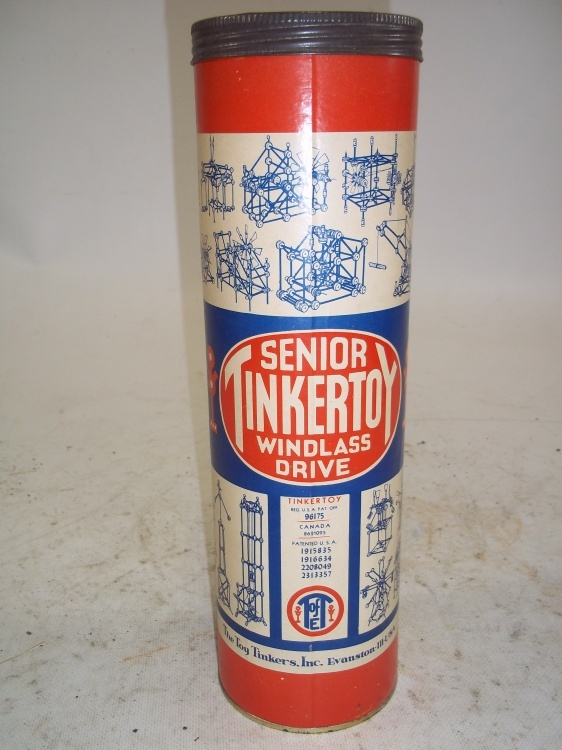 SENIOR
TINKERTOY
WINDLASS
DRIVE
TINKERTOY
REG. U.S.A. PAT. OFF.
96175
CANADA
PATENTED U.S.A.
1915835
1916634
2208049
2313357
The Toy Tinkers, Inc. Evanston-Ill-USA